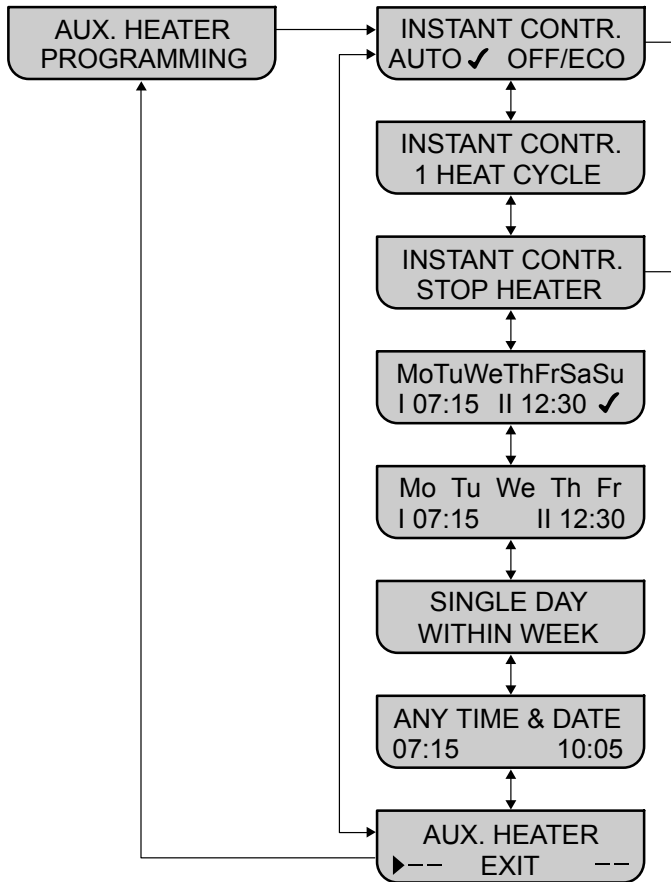 AUX. HEATER
PROGRAMMING
INSTANT CONTR.
AUTO ✓ OFF/ECO
INSTANT CONTR.
1 HEAT CYCLE
INSTANT CONTR.
STOP HEATER
MoTuWeThFrSaSu
I 07:15 II 12:30 ✓
Mo Tu We Th Fr
I 07:15 II 12:30
SINGLE DAY
WITHIN WEEK
ANY TIME & DATE
07:15 10:05
AUX. HEATER
▶–– EXIT ––